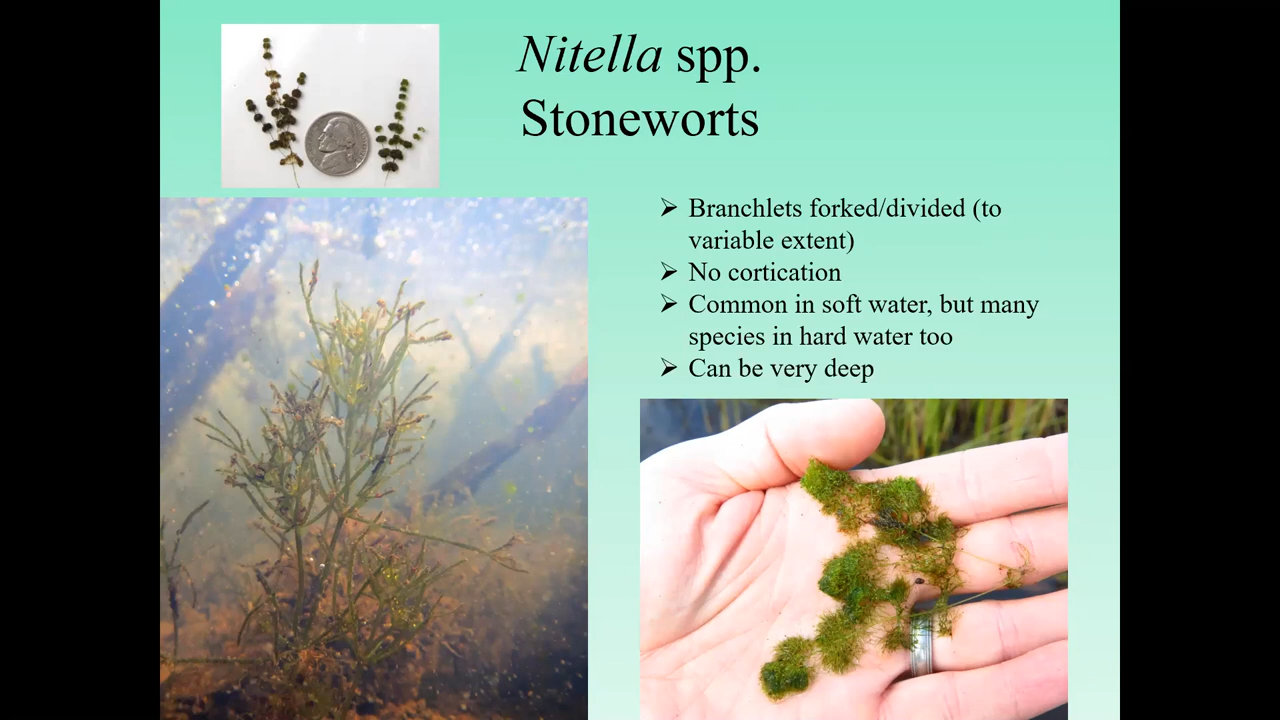 Nitella spp.
Stoneworts
➢ Branchlets forked/divided (to
variable extent)
➢ No cortication
➢ Common in soft water, but many
species in hard water too
➢ Can be very deep